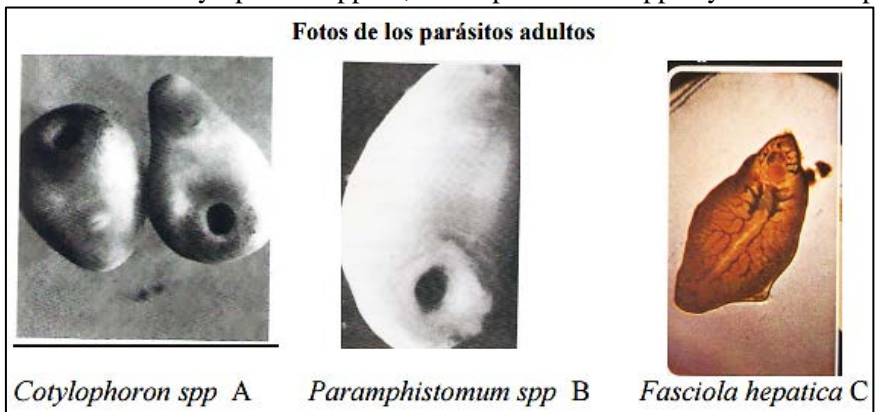 Fotos de los parásitos adultos
Cotylophoron spp A
Paramphistomum spp B
Fasciola hepatica C